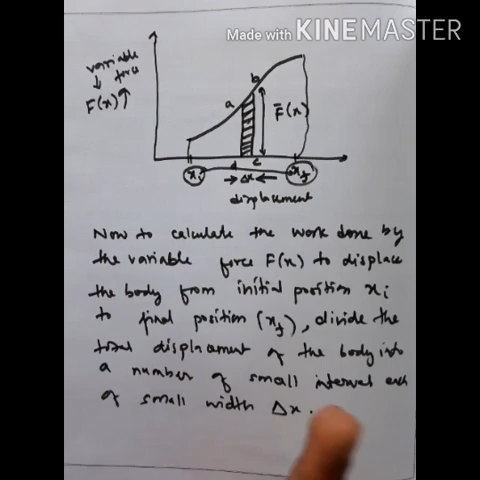 Made with KINEMASTER
variable
force
F(x)
a
b
F̄(x)
d
c
xi
Δx
xf
displacement
Now to calculate the work done by
the variable force F(x) to displace
the body from initial position xi
to final position (xf), divide the
total displacement of the body into
a number of small interval each
of small width Δx.